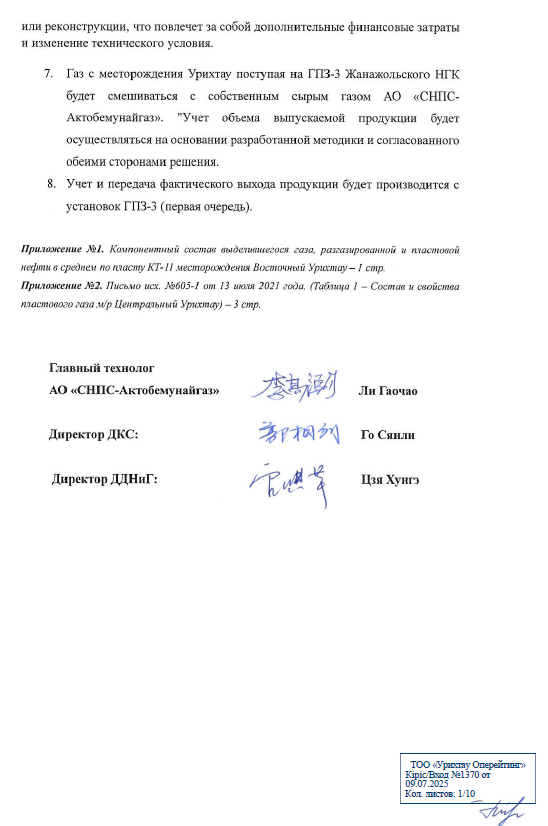 или реконструкции, что повлечет за собой дополнительные финансовые затраты
и изменение технического условия.
7. Газ с месторождения Урихтау поступая на ГПЗ-3 Жанажольского НГК
будет смешиваться с собственным сырым газом АО «СНПС-
Актобемунайгаз». "Учет объема выпускаемой продукции будет
осуществляться на основании разработанной методики и согласованного
обеими сторонами решения.
8. Учет и передача фактического выхода продукции будет производится с
установок ГПЗ-3 (первая очередь).
Приложение №1. Компонентный состав выделившегося газа, разгазированной и пластовой
нефти в среднем по пласту КТ-11 месторождения Восточный Урихтау – 1 стр.
Приложение №2. Письмо исх. №605-1 от 13 июля 2021 года. (Таблица 1 – Состав и свойства
пластового газа м/р Центральный Урихтау) – 3 стр.
Главный технолог
АО «СНПС-Актобемунайгаз» Ли Гаочао
Директор ДКС: Го Сянли
Директор ДДНиГ: Цзя Хунгэ
ТОО «Урихтау Оперейтинг»
Кіріс/Вход №1370 от
09.07.2025
Кол. листов: 1/10